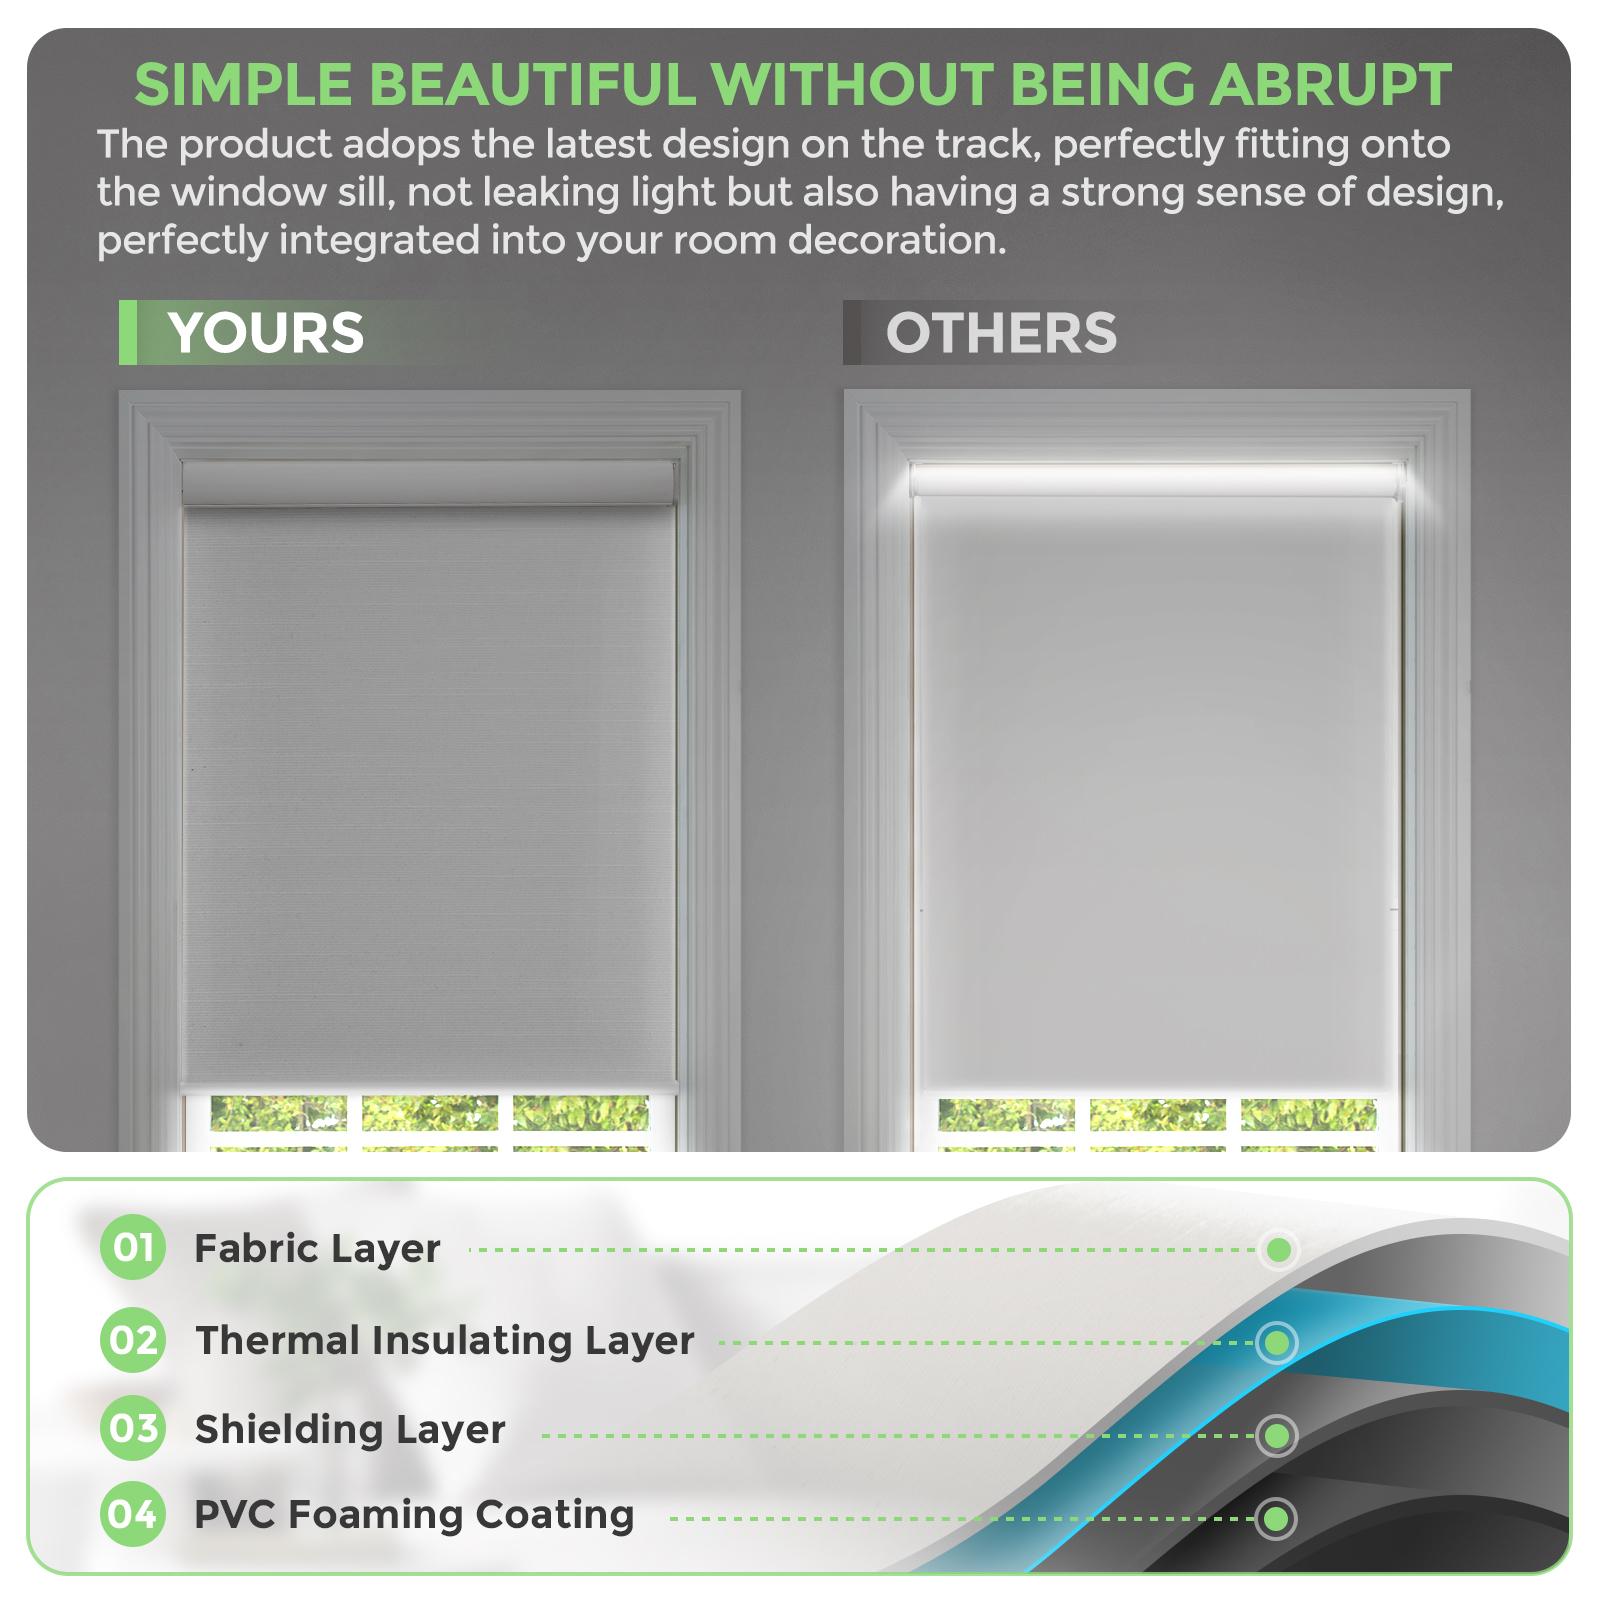 SIMPLE BEAUTIFUL WITHOUT BEING ABRUPT
The product adops the latest design on the track, perfectly fitting onto
the window sill, not leaking light but also having a strong sense of design,
perfectly integrated into your room decoration.
YOURS
OTHERS
01 Fabric Layer
02 Thermal Insulating Layer
03 Shielding Layer
04 PVC Foaming Coating